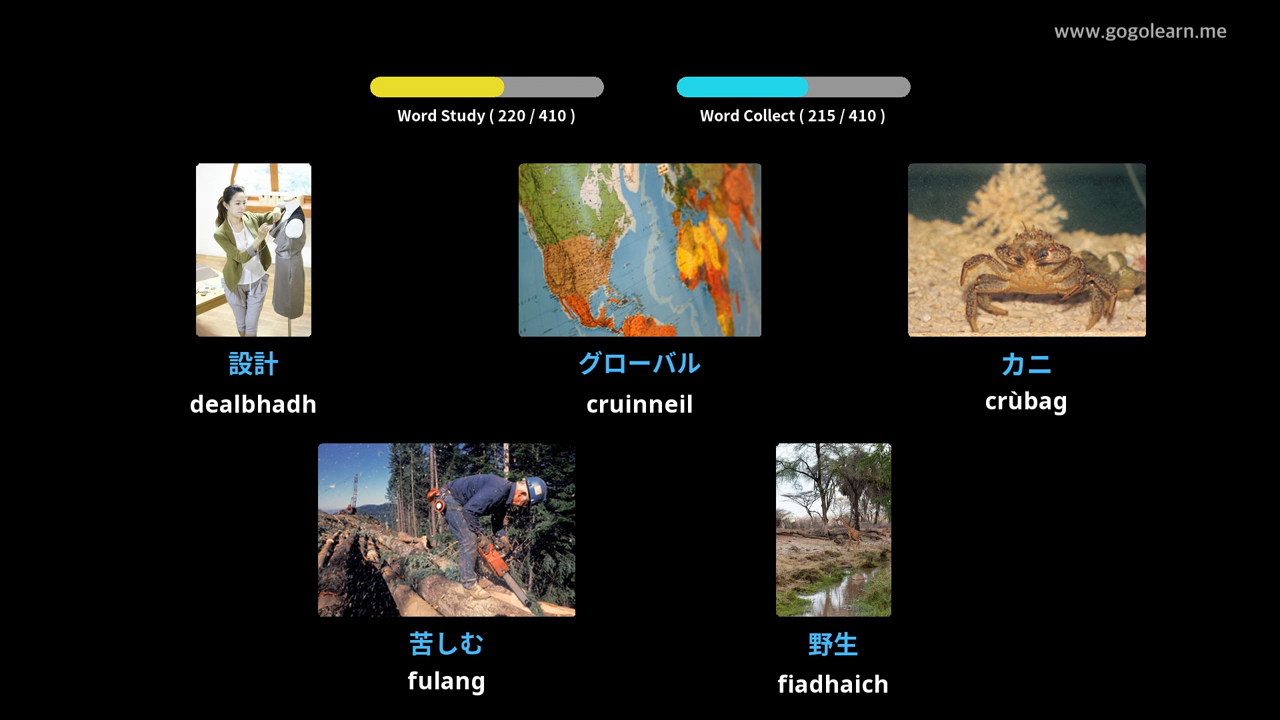 www.gogolearn.me
Word Study ( 220 / 410 )
Word Collect ( 215 / 410 )
設計
dealbhadh
グローバル
cruinneil
カニ
crùbag
苦しむ
fulang
野生
fiadhaich